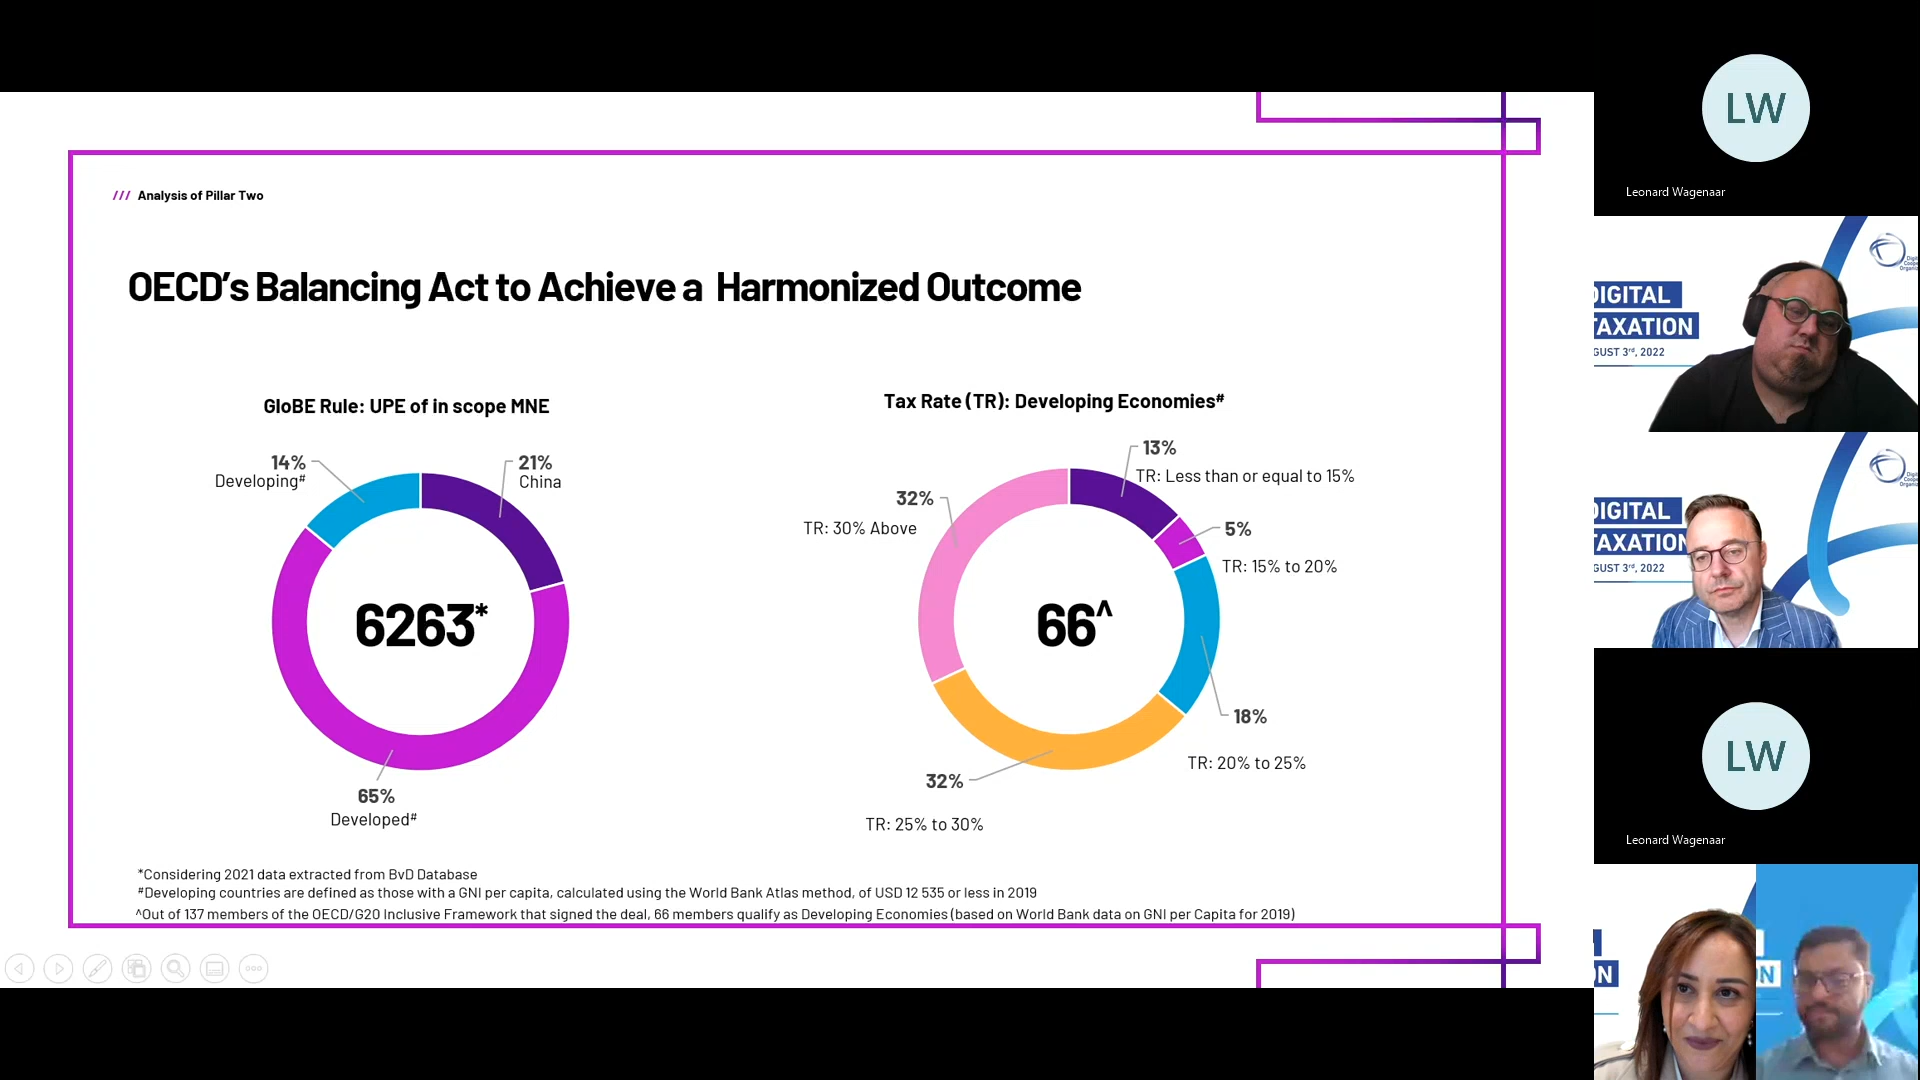 /// Analysis of Pillar Two
OECD’s Balancing Act to Achieve a Harmonized Outcome
GloBE Rule: UPE of in scope MNE
14%
Developing#
21%
China
6263*
65%
Developed#
Tax Rate (TR): Developing Economies#
13%
TR: Less than or equal to 15%
32%
TR: 30% Above
5%
TR: 15% to 20%
66^
18%
TR: 20% to 25%
32%
TR: 25% to 30%
*Considering 2021 data extracted from BvD Database
#Developing countries are defined as those with a GNI per capita, calculated using the World Bank Atlas method, of USD 12 535 or less in 2019
^Out of 137 members of the OECD/G20 Inclusive Framework that signed the deal, 66 members qualify as Developing Economies (based on World Bank data on GNI per Capita for 2019)
LW
Leonard Wagenaar
DIGITAL
TAXATION
GUST 3rd, 2022
DIGITAL
TAXATION
GUST 3rd, 2022
LW
Leonard Wagenaar
N
N